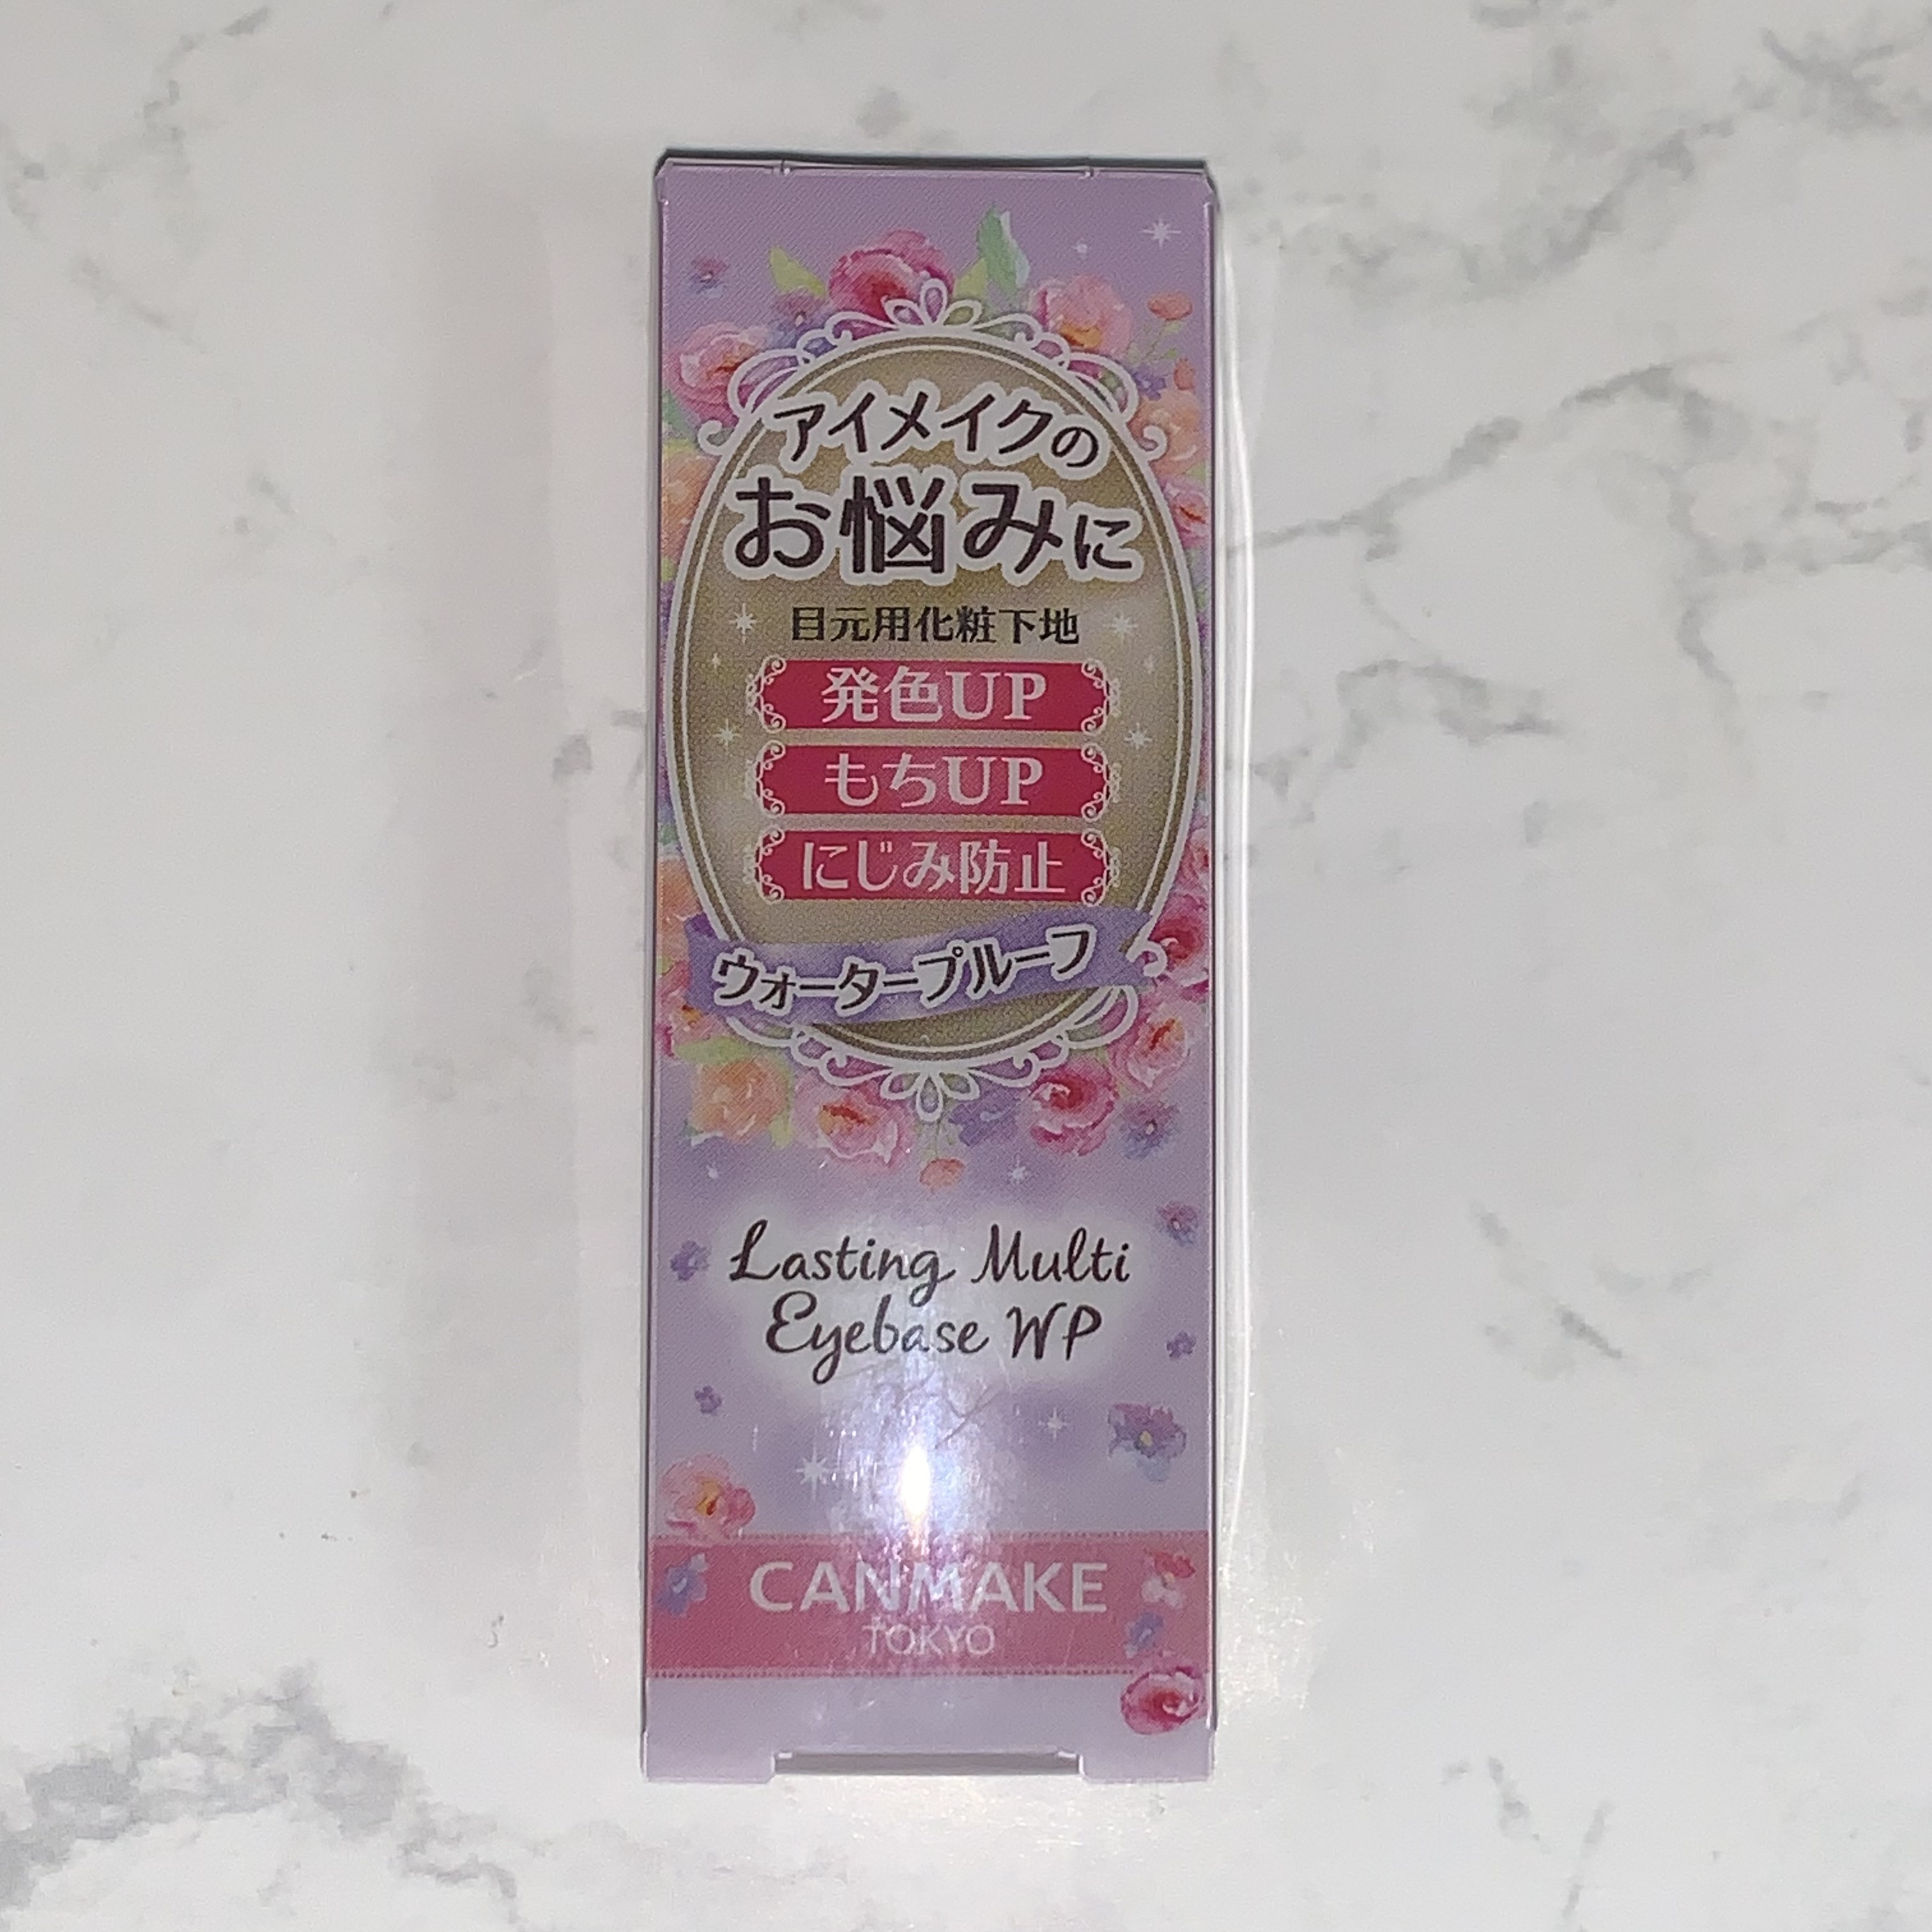 アイメイクの
お悩みに
目元用化粧下地
発色UP
もちUP
にじみ防止
ウォータープルーフ
Lasting Multi
Eyebase WP
CANMAKE
TOKYO